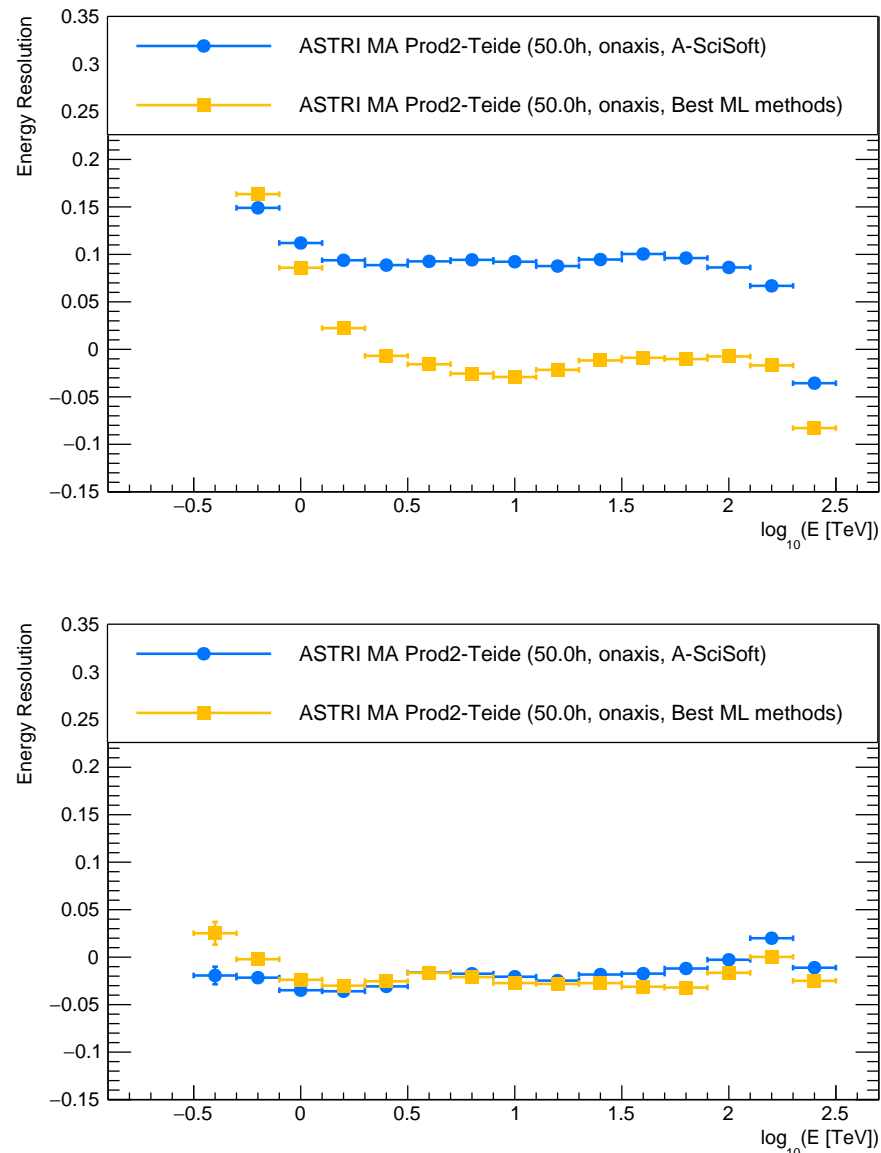 Energy Resolution
0.35
0.3
0.25
0.2
0.15
0.1
0.05
0
−0.05
−0.1
−0.15
ASTRI MA Prod2-Teide (50.0h, onaxis, A-SciSoft)
ASTRI MA Prod2-Teide (50.0h, onaxis, Best ML methods)
−0.5 0 0.5 1 1.5 2 2.5
log10(E [TeV])
Energy Resolution
0.35
0.3
0.25
0.2
0.15
0.1
0.05
0
−0.05
−0.1
−0.15
ASTRI MA Prod2-Teide (50.0h, onaxis, A-SciSoft)
ASTRI MA Prod2-Teide (50.0h, onaxis, Best ML methods)
−0.5 0 0.5 1 1.5 2 2.5
log10(E [TeV])